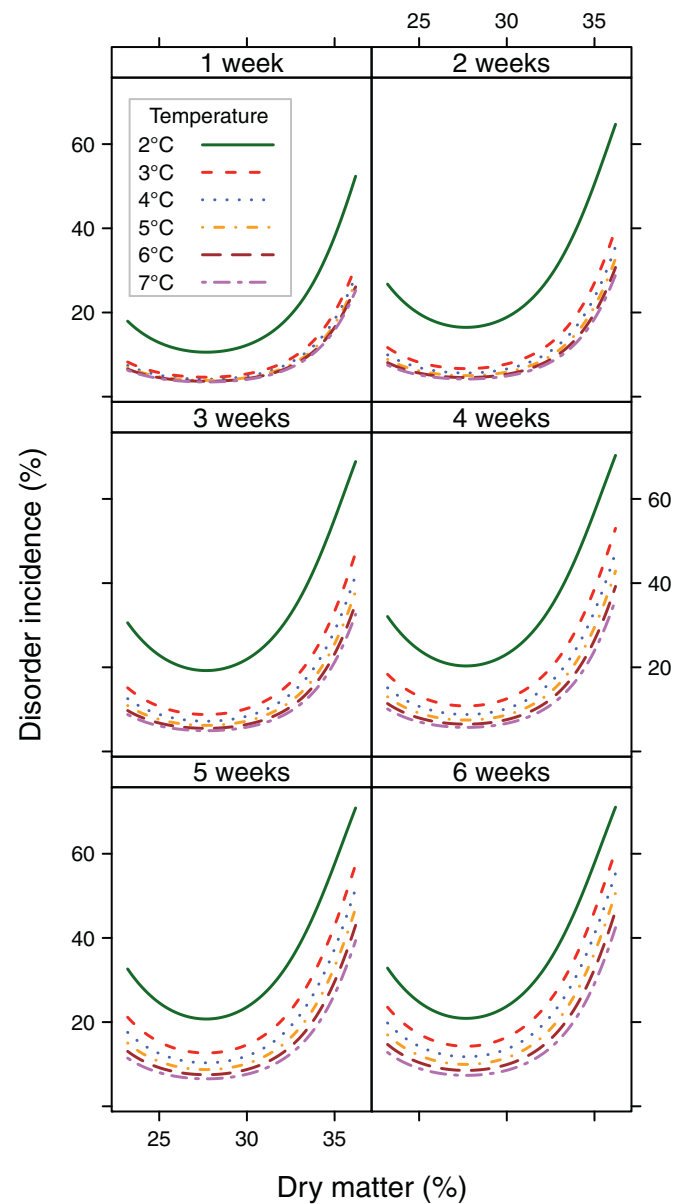 25 30 35
1 week 2 weeks
Temperature
2°C
3°C
4°C
5°C
6°C
7°C
60
40
20
3 weeks 4 weeks
60
40
20
5 weeks 6 weeks
60
40
20
25 30 35
Disorder incidence (%)
Dry matter (%)